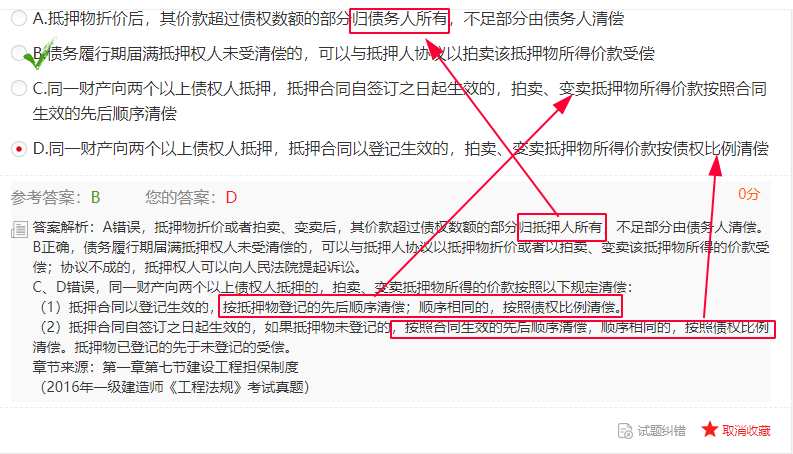 A.抵押物折价后，其价款超过债权数额的部分归债务人所有，不足部分由债务人清偿
B.债务履行期届满抵押权人未受清偿的，可以与抵押人协议以拍卖该抵押物所得价款受偿
C.同一财产向两个以上债权人抵押，抵押合同自签订之日起生效的，拍卖、变卖抵押物所得价款按照合同
生效的先后顺序清偿
D.同一财产向两个以上债权人抵押，抵押合同以登记生效的，拍卖、变卖抵押物所得价款按债权比例清偿
参考答案：B 您的答案：D 0分
答案解析：A错误，抵押物折价或者拍卖、变卖后，其价款超过债权数额的部分归抵押人所有，不足部分由债务人清偿。
B正确，债务履行期届满抵押权人未受清偿的，可以与抵押人协议以抵押物折价或者以拍卖、变卖该抵押物所得的价款受
偿；协议不成的，抵押权人可以向人民法院提起诉讼。
C、D错误，同一财产向两个以上债权人抵押的，拍卖、变卖抵押物所得的价款按照以下规定清偿：
（1）抵押合同以登记生效的，按抵押物登记的先后顺序清偿；顺序相同的，按照债权比例清偿。
（2）抵押合同自签订之日起生效的，如果抵押物未登记的，按照合同生效的先后顺序清偿，顺序相同的，按照债权比例
清偿。抵押物已登记的先于未登记的受偿。
章节来源：第一章第七节建设工程担保制度
（2016年一级建造师《工程法规》考试真题）
试题纠错 取消收藏